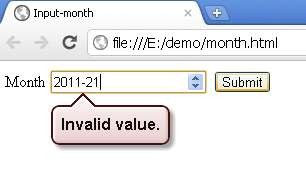 Input-month
file:///E:/demo/month.html
Month 2011-21 Submit
Invalid value.